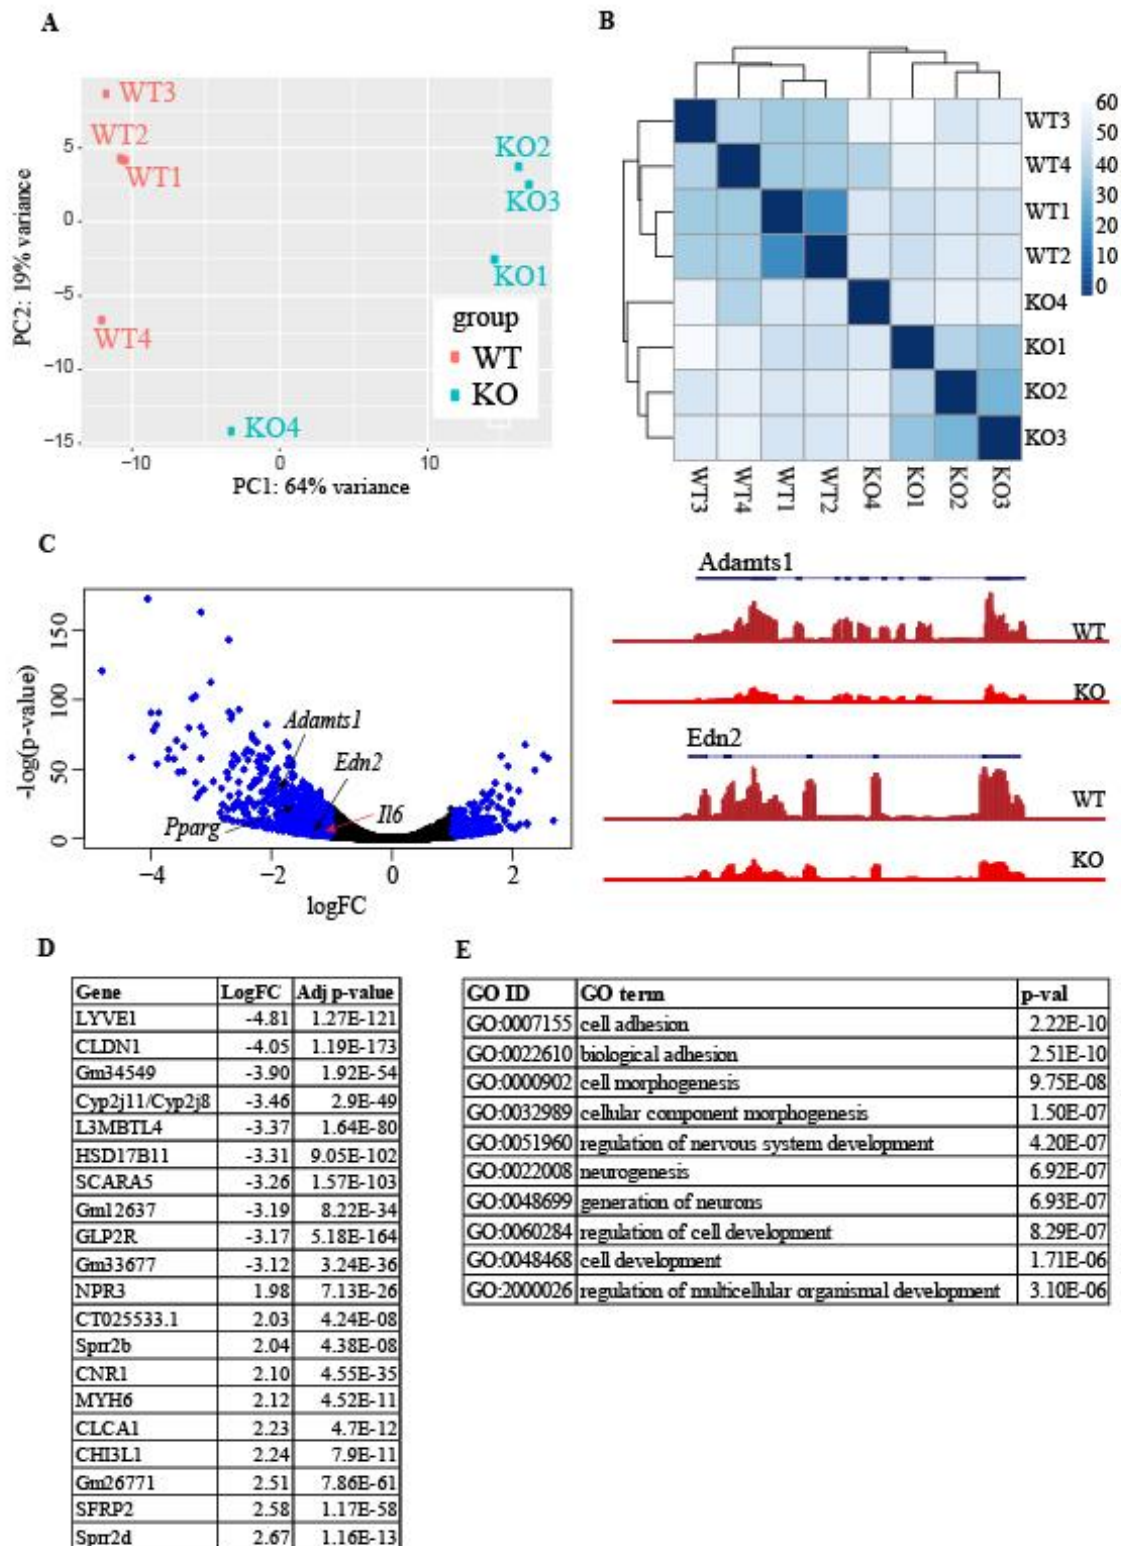 A
WT3
WT2
WT1
WT4
KO2
KO3
KO1
KO4
group
WT
KO
PC2: 19% variance
5
0
−5
−10
−15
−10
0
10
PC1: 64% variance
B
WT3
WT4
WT1
WT2
KO4
KO1
KO2
KO3
WT3
WT4
WT1
WT2
KO4
KO1
KO2
KO3
60
50
40
30
20
10
0
C
-log(p-value)
150
100
50
0
Adamts1
Edn2
Il6
Pparg
−4
−2
0
2
logFC
Adamts1
WT
KO
Edn2
WT
KO
D
Gene LogFC Adj p-value
LYVE1 -4.81 1.27E-121
CLDN1 -4.05 1.19E-173
Gm34549 -3.90 1.92E-54
Cyp2j11/Cyp2j8 -3.46 2.9E-49
L3MBTL4 -3.37 1.64E-80
HSD17B11 -3.31 9.05E-102
SCARA5 -3.26 1.57E-103
Gm12637 -3.19 8.22E-34
GLP2R -3.17 5.18E-164
Gm33677 -3.12 3.24E-36
NPR3 1.98 7.13E-26
CT025533.1 2.03 4.24E-08
Sprr2b 2.04 4.38E-08
CNR1 2.10 4.55E-35
MYH6 2.12 4.52E-11
CLCA1 2.23 4.7E-12
CHI3L1 2.24 7.9E-11
Gm26771 2.51 7.86E-61
SFRP2 2.58 1.17E-58
Sprr2d 2.67 1.16E-13
E
GO ID GO term p-val
GO:0007155 cell adhesion 2.22E-10
GO:0022610 biological adhesion 2.51E-10
GO:0000902 cell morphogenesis 9.75E-08
GO:0032989 cellular component morphogenesis 1.50E-07
GO:0051960 regulation of nervous system development 4.20E-07
GO:0022008 neurogenesis 6.92E-07
GO:0048699 generation of neurons 6.93E-07
GO:0060284 regulation of cell development 8.29E-07
GO:0048468 cell development 1.71E-06
GO:2000026 regulation of multicellular organismal development 3.10E-06